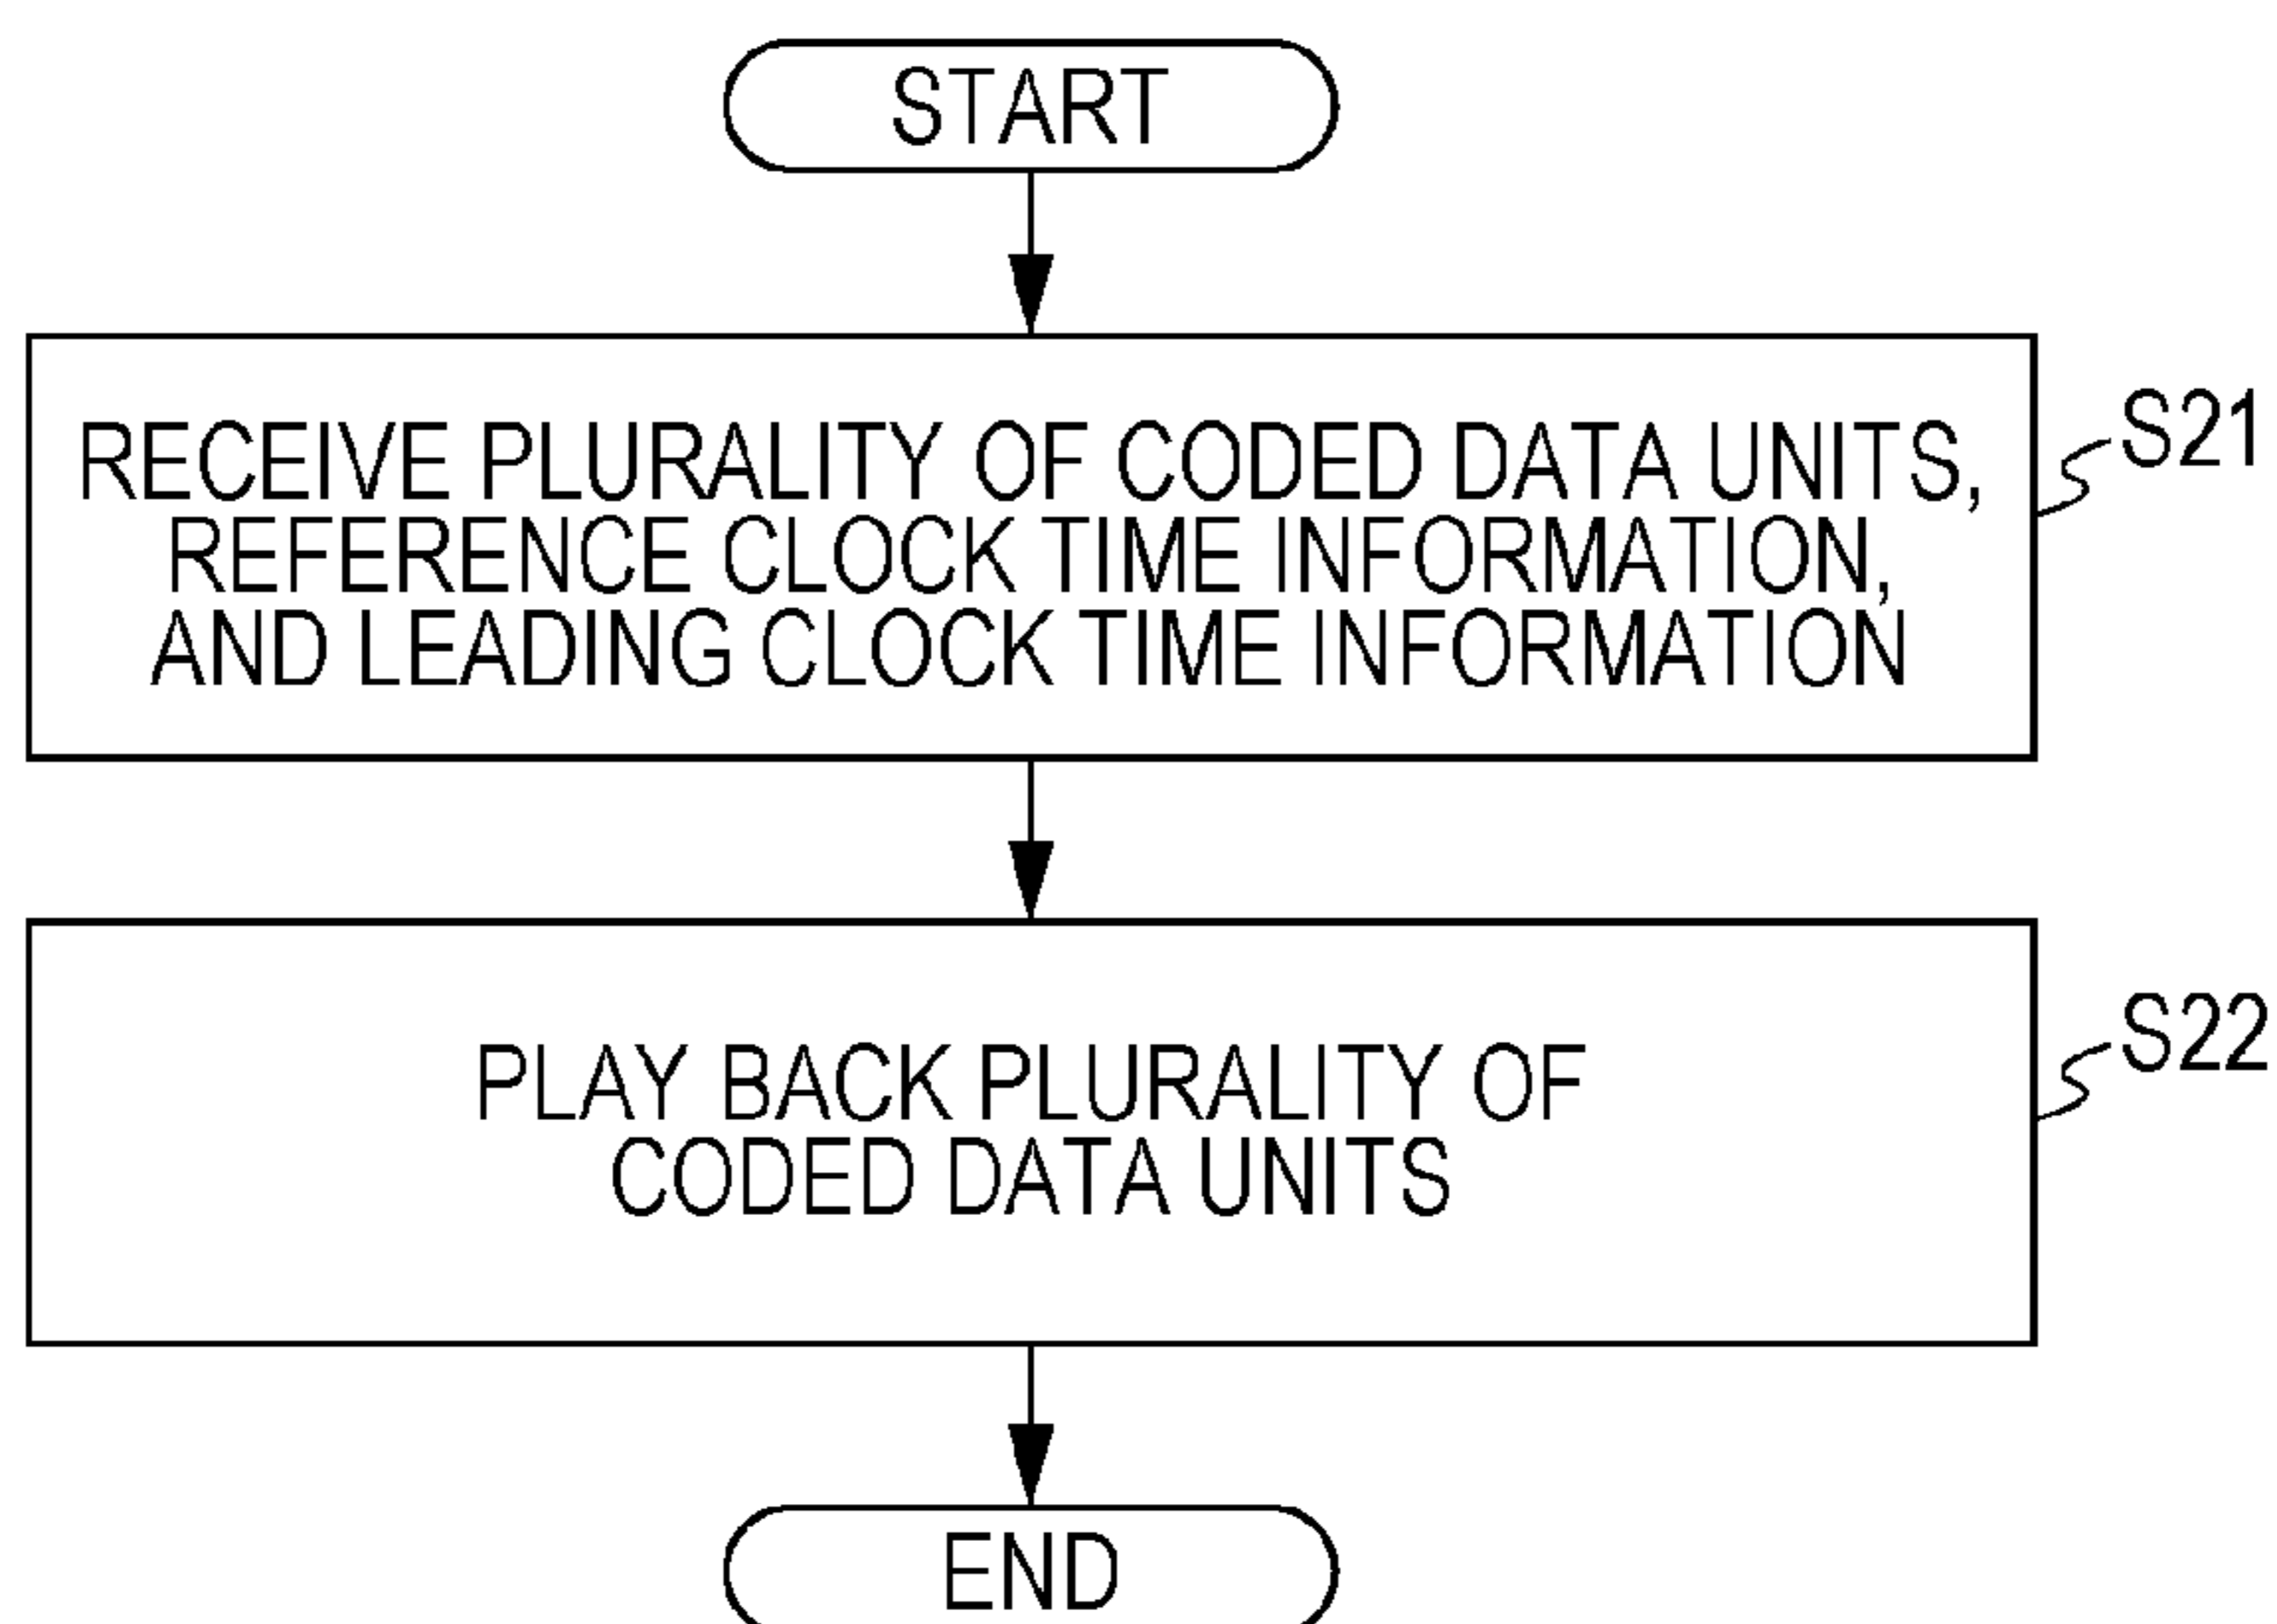 START
RECEIVE PLURALITY OF CODED DATA UNITS,
REFERENCE CLOCK TIME INFORMATION,
AND LEADING CLOCK TIME INFORMATION
S21
PLAY BACK PLURALITY OF
CODED DATA UNITS
S22
END